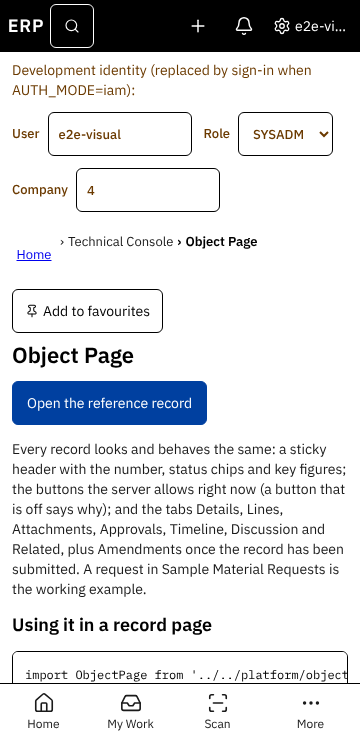 ERP
e2e-vi...
Development identity (replaced by sign-in when
AUTH_MODE=iam):
User e2e-visual Role SYSADM
Company 4
Home › Technical Console › Object Page
Add to favourites
Object Page
Open the reference record
Every record looks and behaves the same: a sticky
header with the number, status chips and key figures;
the buttons the server allows right now (a button that
is off says why); and the tabs Details, Lines,
Attachments, Approvals, Timeline, Discussion and
Related, plus Amendments once the record has been
submitted. A request in Sample Material Requests is
the working example.
Using it in a record page
import ObjectPage from '../../platform/object
Home My Work Scan More